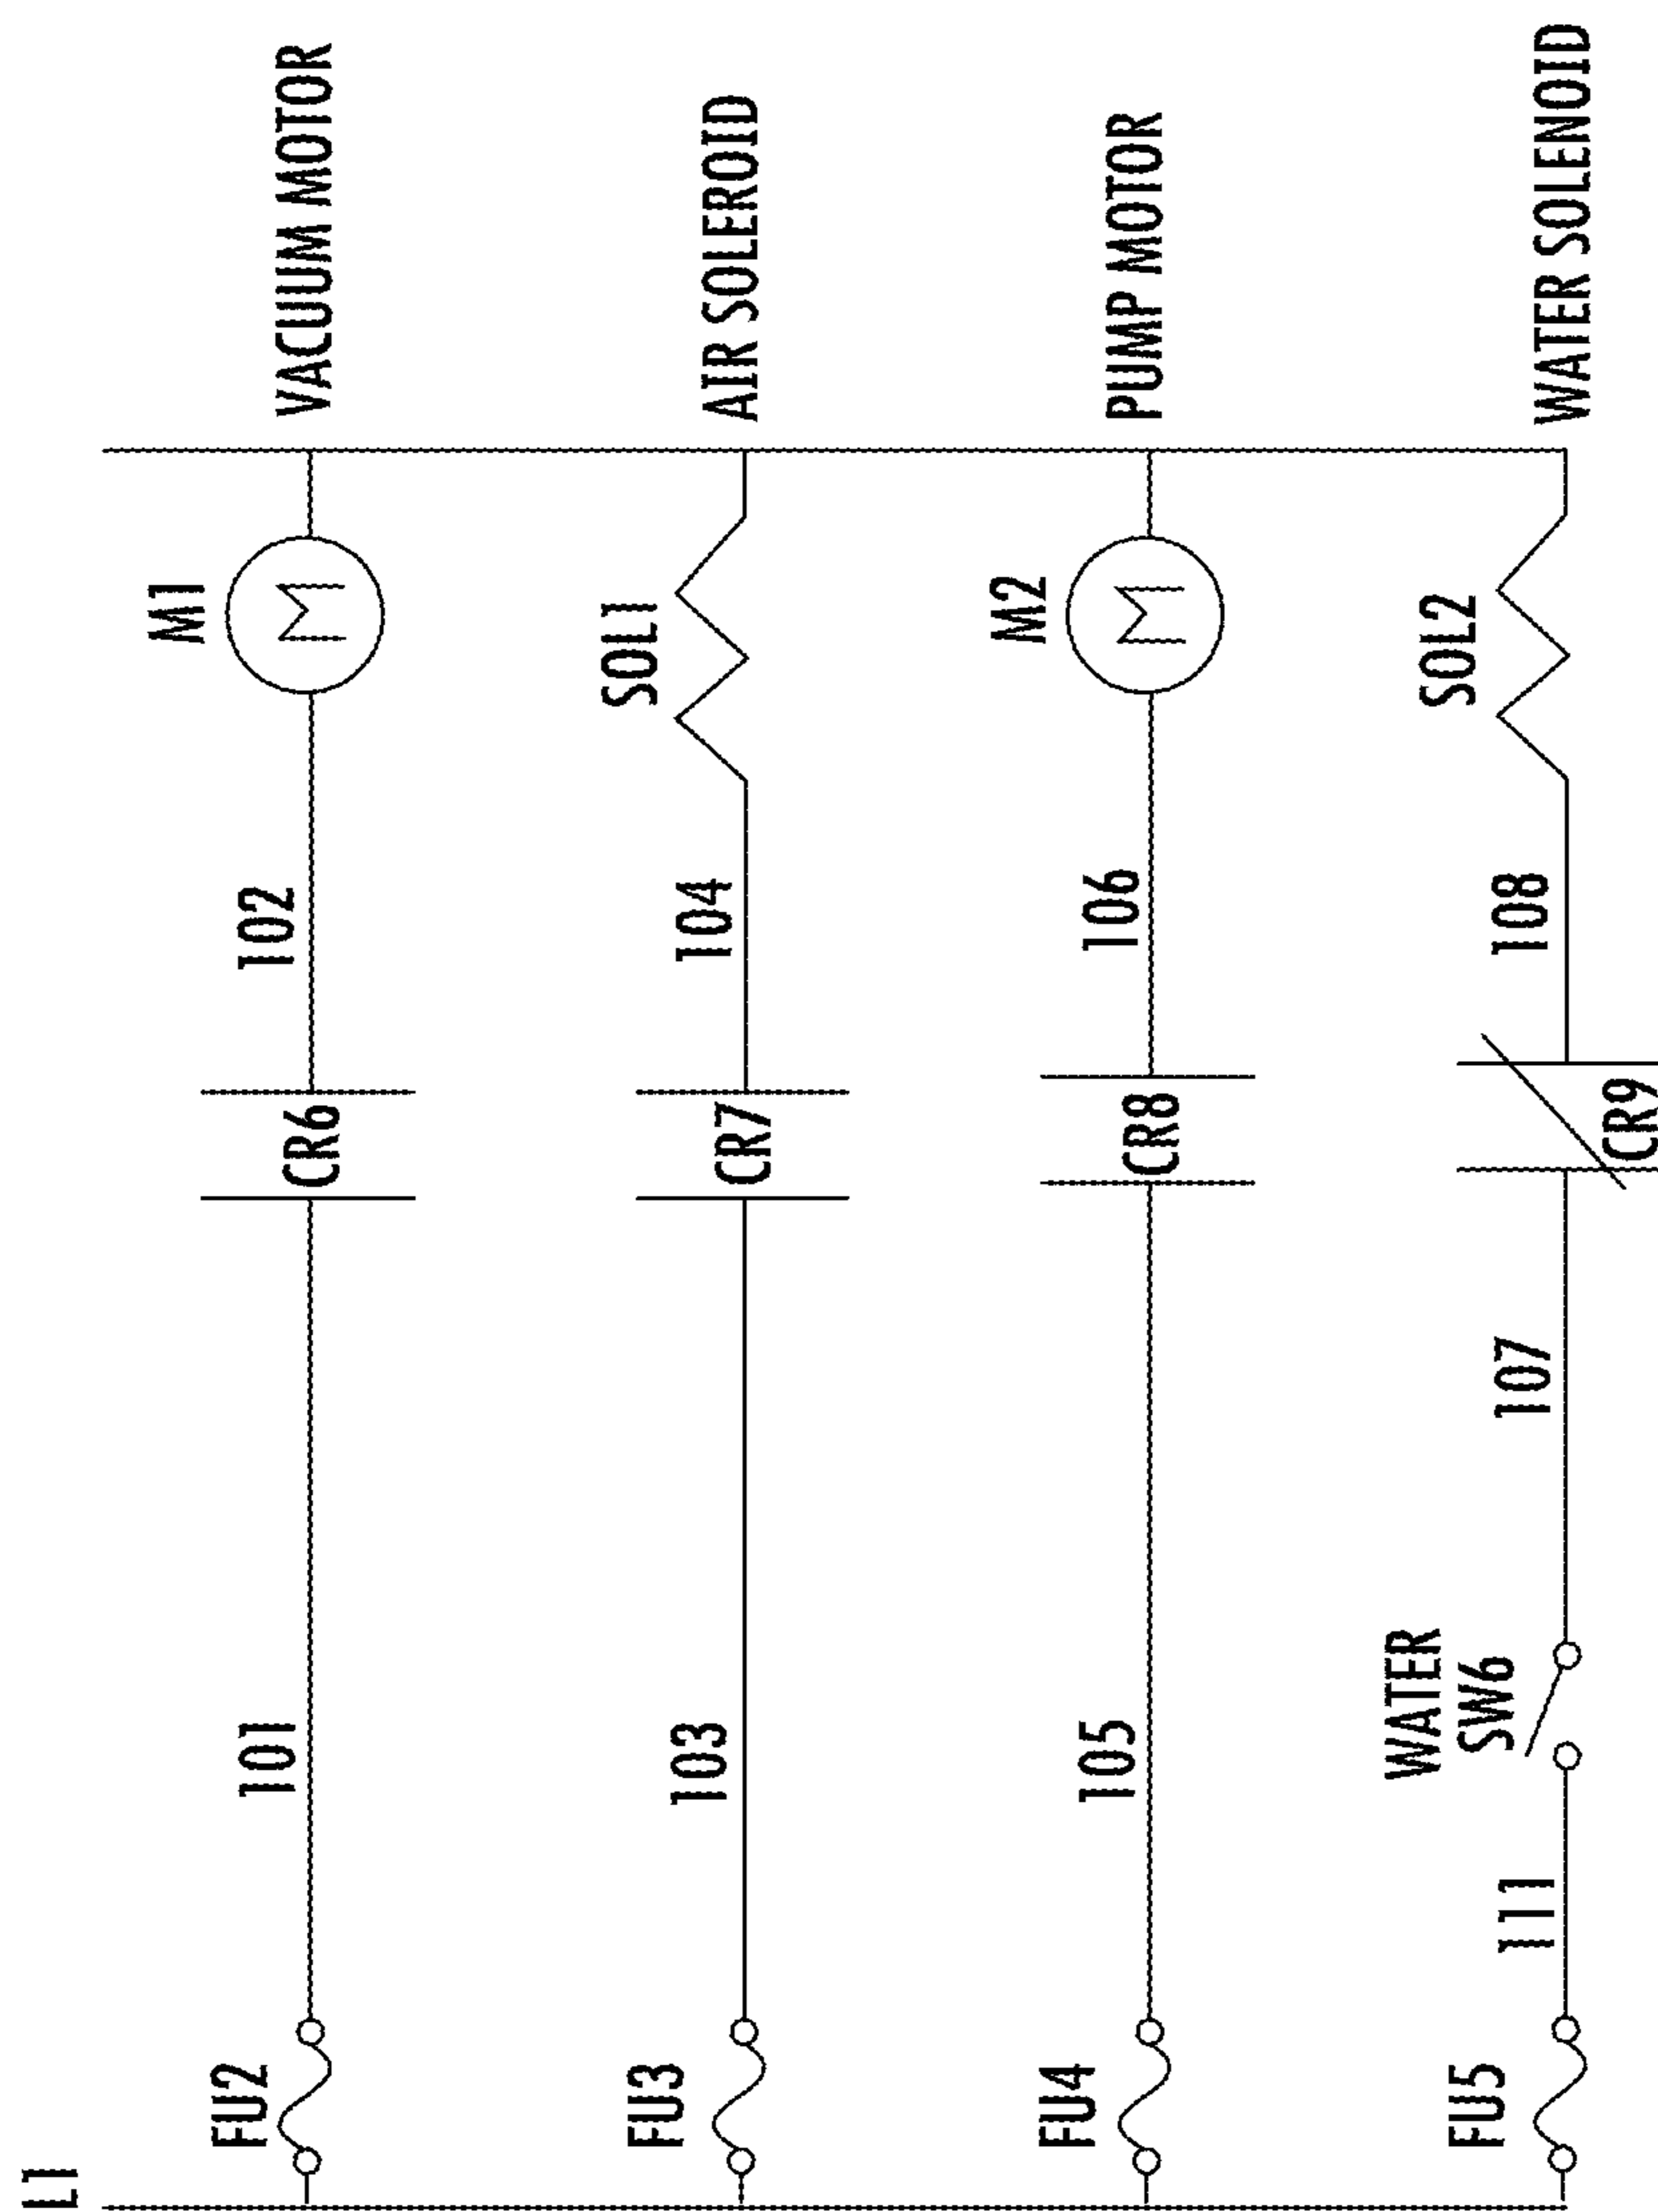 L1
FU2
101
CR6
102
M1
M
VACUUM MOTOR
FU3
103
CR7
104
SOL1
AIR SOLEROID
FU4
105
CR8
106
M2
M
PUMP MOTOR
FU5
111
WATER
SW6
107
CR9
108
SOL2
WATER SOLENOID